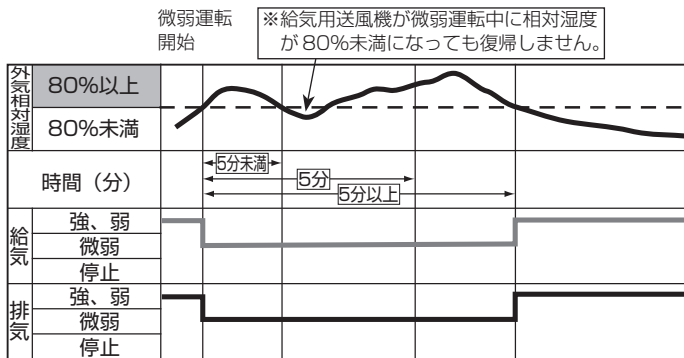 微弱運転
開始
※給気用送風機が微弱運転中に相対湿度
が80%未満になっても復帰しません。
外気相対湿度
80%以上
80%未満
時間（分）
5分未満
5分
5分以上
給気
強、弱
微弱
停止
排気
強、弱
微弱
停止